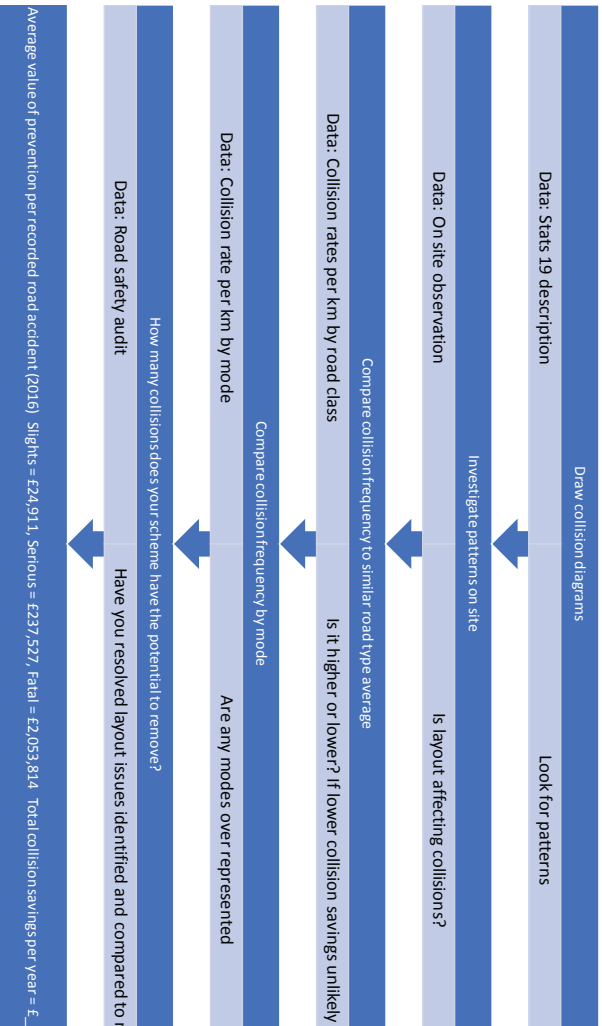 Draw collision diagrams
Data: Stats 19 description
Look for patterns
Investigate patterns on site
Data: On site observation
Is layout affecting collisions?
Compare collision frequency to similar road type average
Data: Collision rates per km by road class
Is it higher or lower? If lower collision savings unlikely
Compare collision frequency by mode
Data: Collision rate per km by mode
Are any modes over represented
How many collisions does your scheme have the potential to remove?
Data: Road safety audit
Have you resolved layout issues identified and compared to
Average value of prevention per recorded road accident (2016) Slights = £24,911, Serious = £237,527, Fatal = £2,053,814 Total collision savings per year = £_